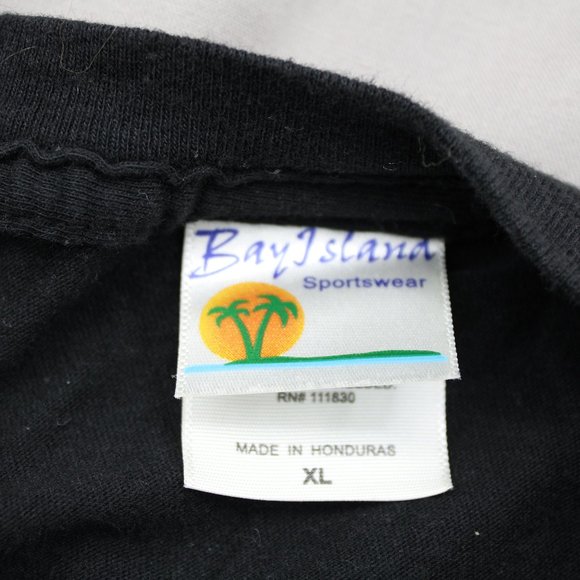 Bay Island
Sportswear
RN# 111830
MADE IN HONDURAS
XL